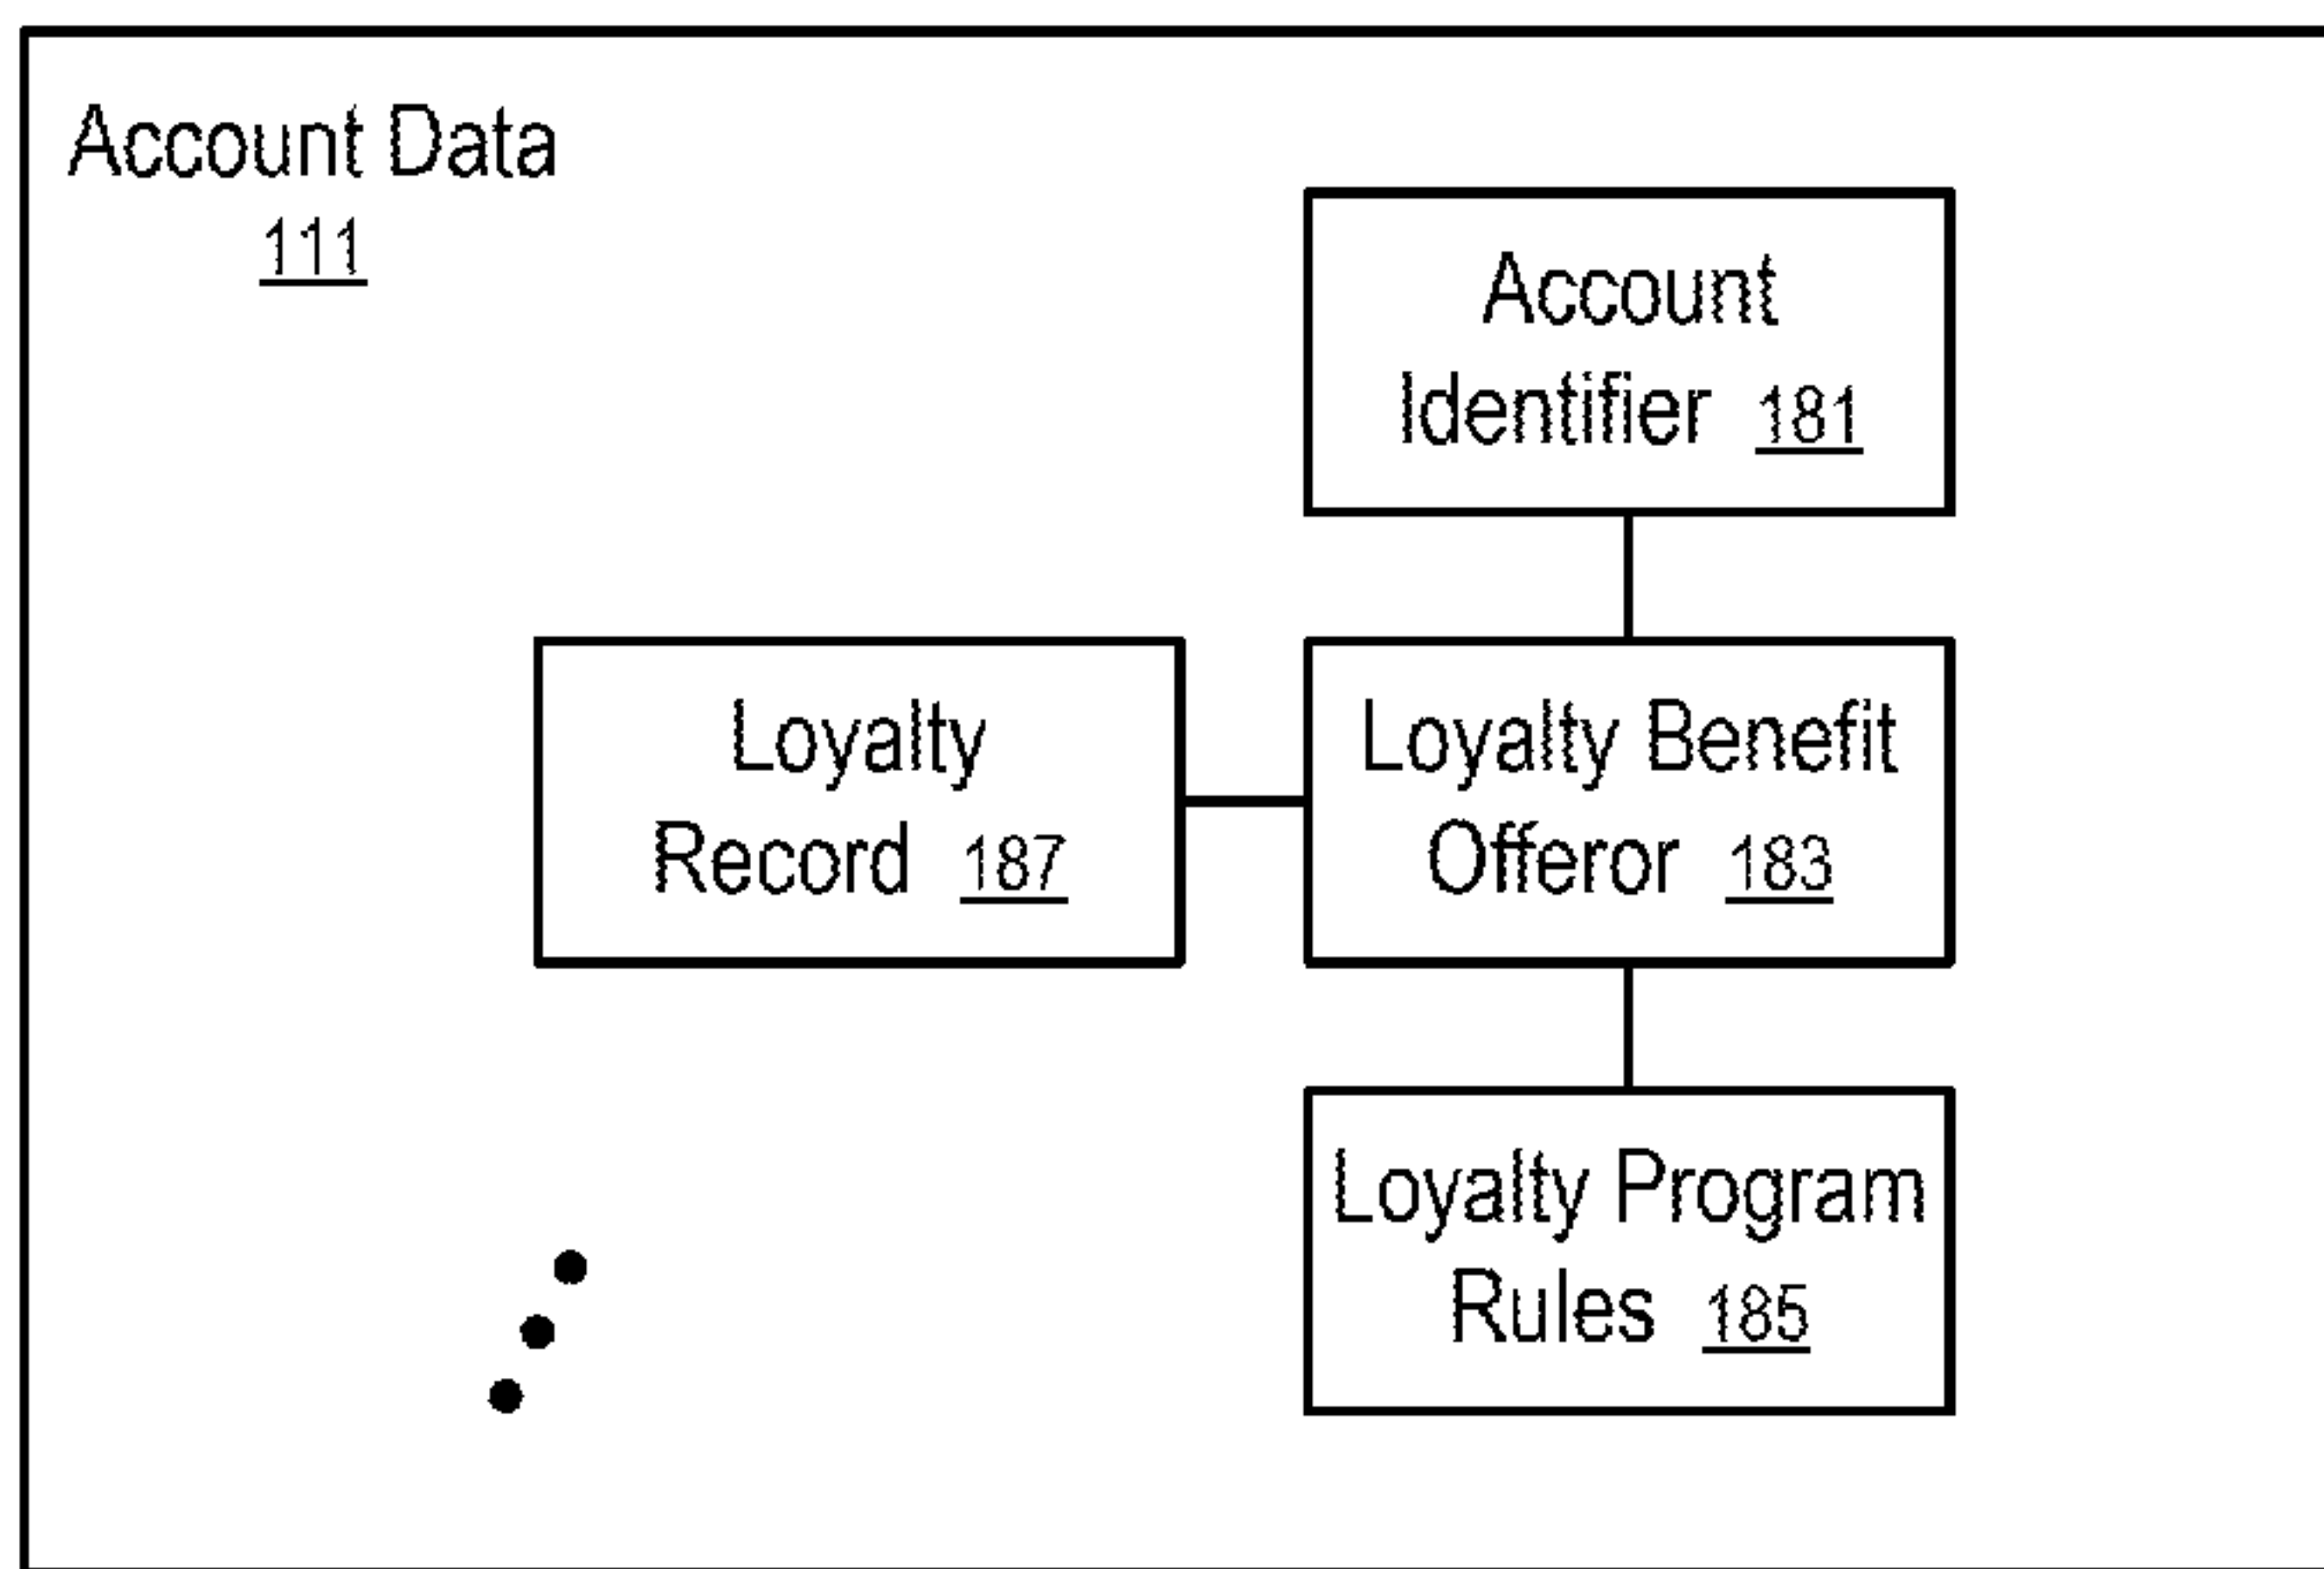 Account Data
111
Account
Identifier 181
Loyalty
Record 187
Loyalty Benefit
Offeror 183
Loyalty Program
Rules 185